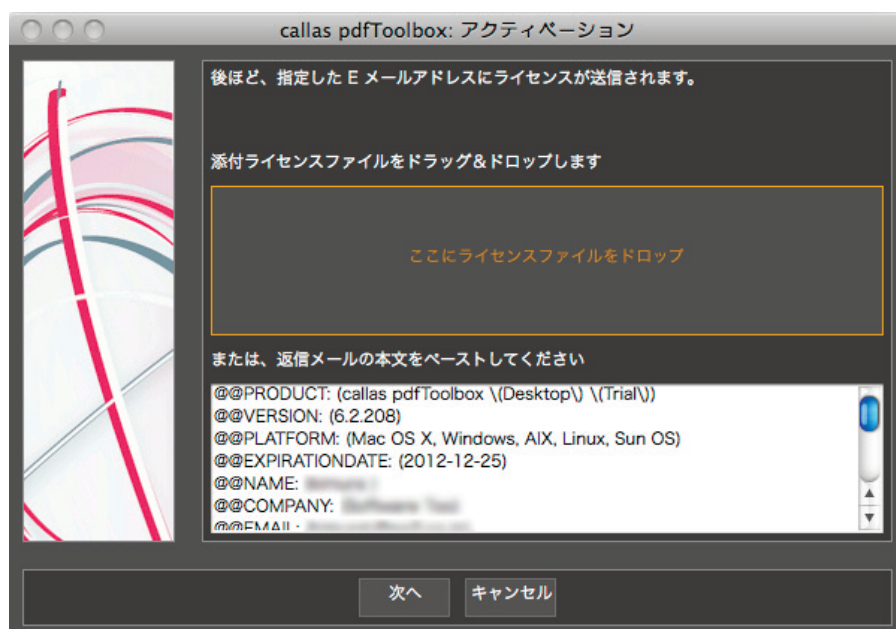 callas pdfToolbox: アクティベーション
後ほど、指定した E メールアドレスにライセンスが送信されます。
添付ライセンスファイルをドラッグ＆ドロップします
ここにライセンスファイルをドロップ
または、返信メールの本文をペーストしてください
@@PRODUCT: (callas pdfToolbox \(Desktop\) \(Trial\))
@@VERSION: (6.2.208)
@@PLATFORM: (Mac OS X, Windows, AIX, Linux, Sun OS)
@@EXPIRATIONDATE: (2012-12-25)
@@NAME:
@@COMPANY:
@@EMAIL:
次へ
キャンセル